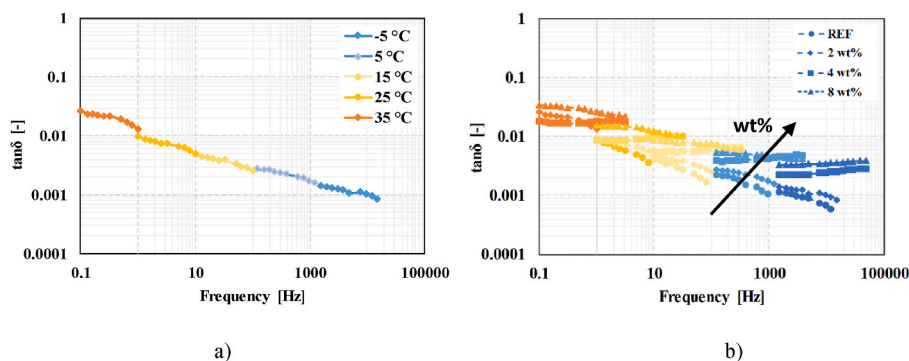 1
0.1
0.01
0.001
0.0001
tanδ [-]
0.1
10
1000
100000
Frequency [Hz]
-5 °C
5 °C
15 °C
25 °C
35 °C
a)
1
0.1
0.01
0.001
0.0001
tanδ [-]
0.1
10
1000
100000
Frequency [Hz]
REF
2 wt%
4 wt%
8 wt%
wt%
b)